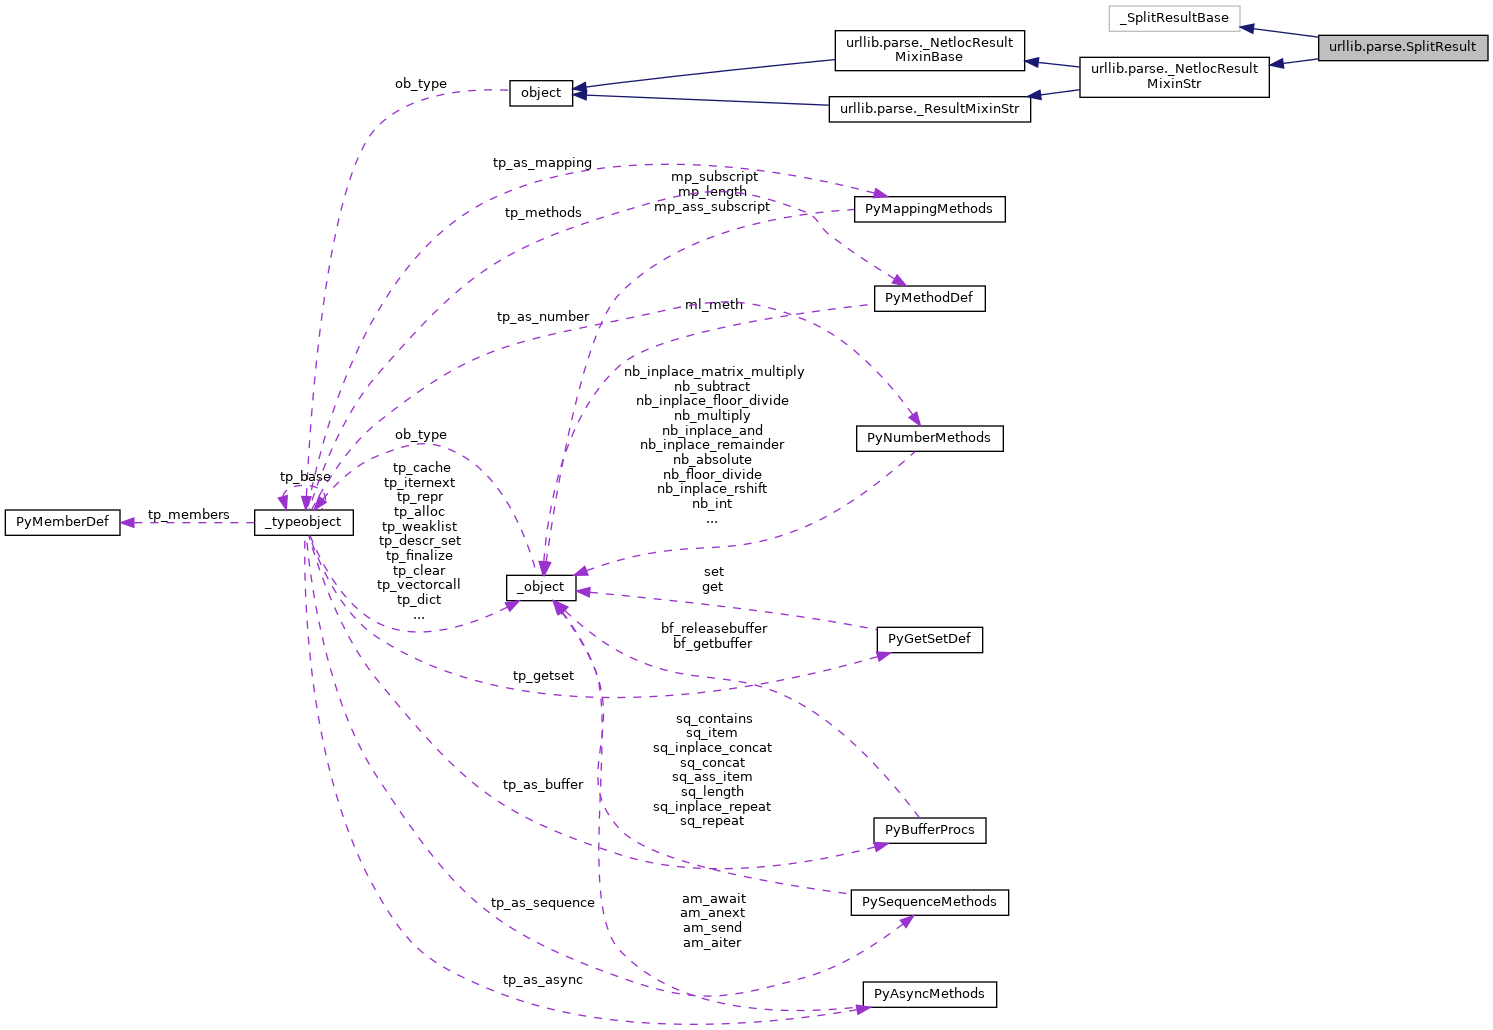 _SplitResultBase
urllib.parse.SplitResult
urllib.parse._NetlocResult
MixinBase
urllib.parse._NetlocResult
MixinStr
ob_type
object
urllib.parse._ResultMixinStr
tp_as_mapping
mp_subscript
mp_length
mp_ass_subscript
tp_methods
PyMappingMethods
PyMethodDef
ml_meth
tp_as_number
nb_inplace_matrix_multiply
nb_subtract
nb_inplace_floor_divide
nb_multiply
nb_inplace_and
nb_inplace_remainder
nb_absolute
nb_floor_divide
nb_inplace_rshift
nb_int
...
PyNumberMethods
ob_type
tp_base
tp_cache
tp_iternext
tp_repr
tp_alloc
tp_weaklist
tp_descr_set
tp_finalize
tp_clear
tp_vectorcall
tp_dict
...
PyMemberDef
tp_members
_typeobject
_object
set
get
PyGetSetDef
bf_releasebuffer
bf_getbuffer
tp_getset
sq_contains
sq_item
sq_inplace_concat
sq_concat
sq_ass_item
sq_length
sq_inplace_repeat
sq_repeat
tp_as_buffer
PyBufferProcs
tp_as_sequence
am_await
am_anext
am_send
am_aiter
PySequenceMethods
tp_as_async
PyAsyncMethods